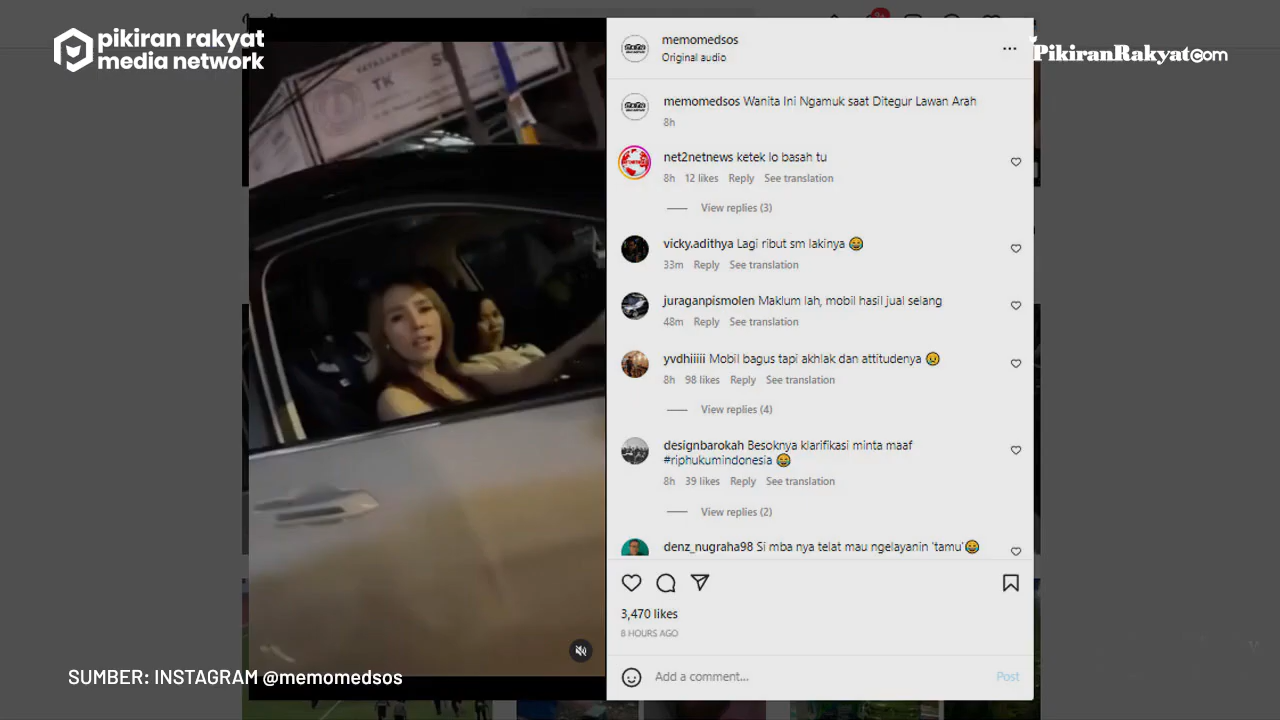 pikiran rakyat
media network
PikiranRakyat.com
YAYASAN
TK
memomedsos
Original audio
memomedsos Wanita Ini Ngamuk saat Ditegur Lawan Arah
8h
net2netnews ketek lo basah tu
8h 12 likes Reply See translation
View replies (3)
vicky.adithya Lagi ribut sm lakinya 😂
33m Reply See translation
juraganpismolen Maklum lah, mobil hasil jual selang
48m Reply See translation
yvdhiiiii Mobil bagus tapi akhlak dan attitudenya 😥
8h 98 likes Reply See translation
View replies (4)
designbarokah Besoknya klarifikasi minta maaf
#riphukumindonesia 😂
8h 39 likes Reply See translation
View replies (2)
denz_nugraha98 Si mba nya telat mau ngelayanin 'tamu'😂
3,470 likes
8 HOURS AGO
Add a comment...
Post
SUMBER: INSTAGRAM @memomedsos